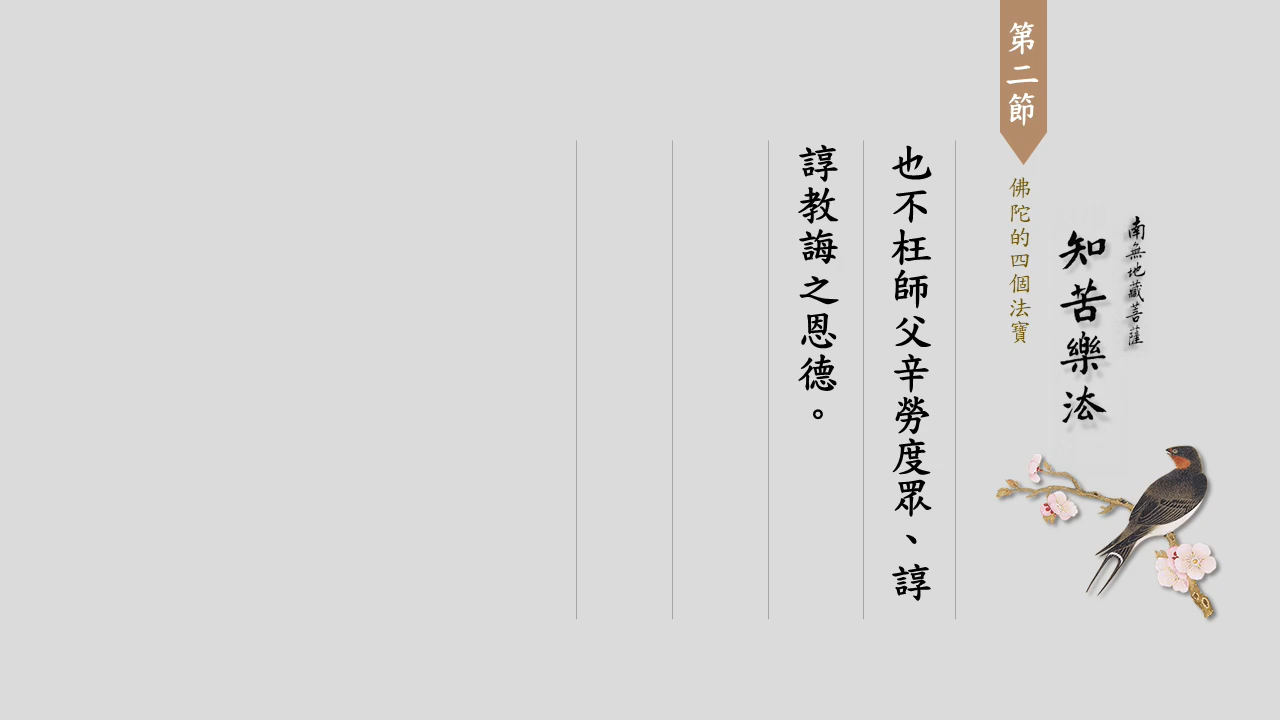 南無地藏菩薩
知苦樂法
第二節
佛陀的四個法寶
也不枉師父辛勞度眾、諄
諄教誨之恩德。